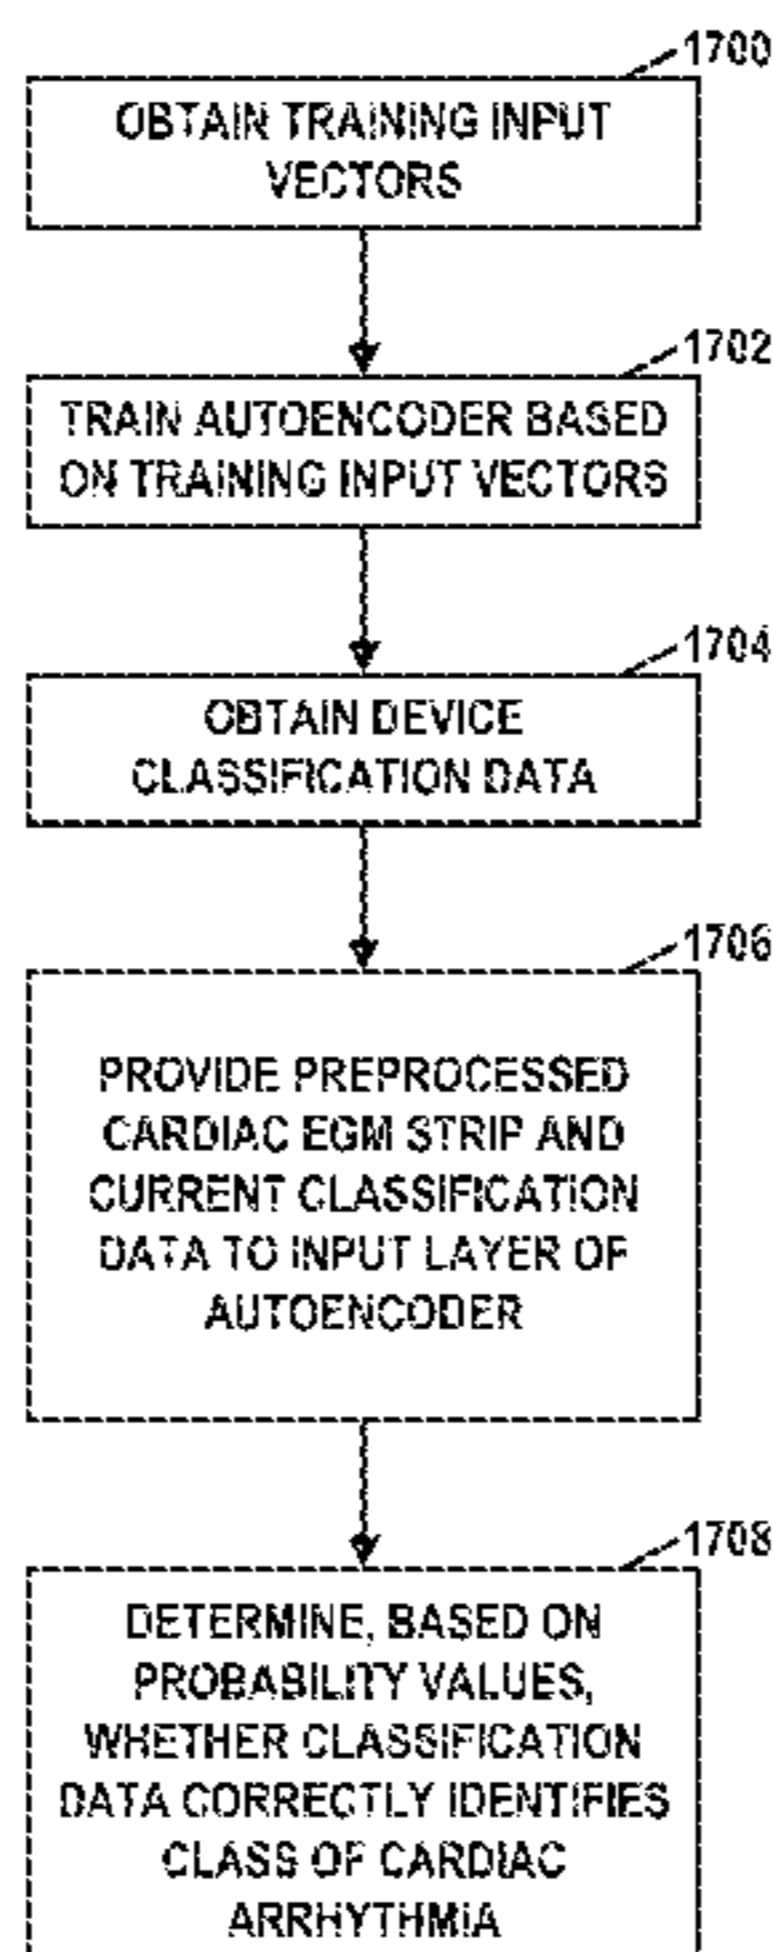 1700
OBTAIN TRAINING INPUT
VECTORS
1702
TRAIN AUTOENCODER BASED
ON TRAINING INPUT VECTORS
1704
OBTAIN DEVICE
CLASSIFICATION DATA
1706
PROVIDE PREPROCESSED
CARDIAC EGM STRIP AND
CURRENT CLASSIFICATION
DATA TO INPUT LAYER OF
AUTOENCODER
1708
DETERMINE, BASED ON
PROBABILITY VALUES,
WHETHER CLASSIFICATION
DATA CORRECTLY IDENTIFIES
CLASS OF CARDIAC
ARRHYTHMIA